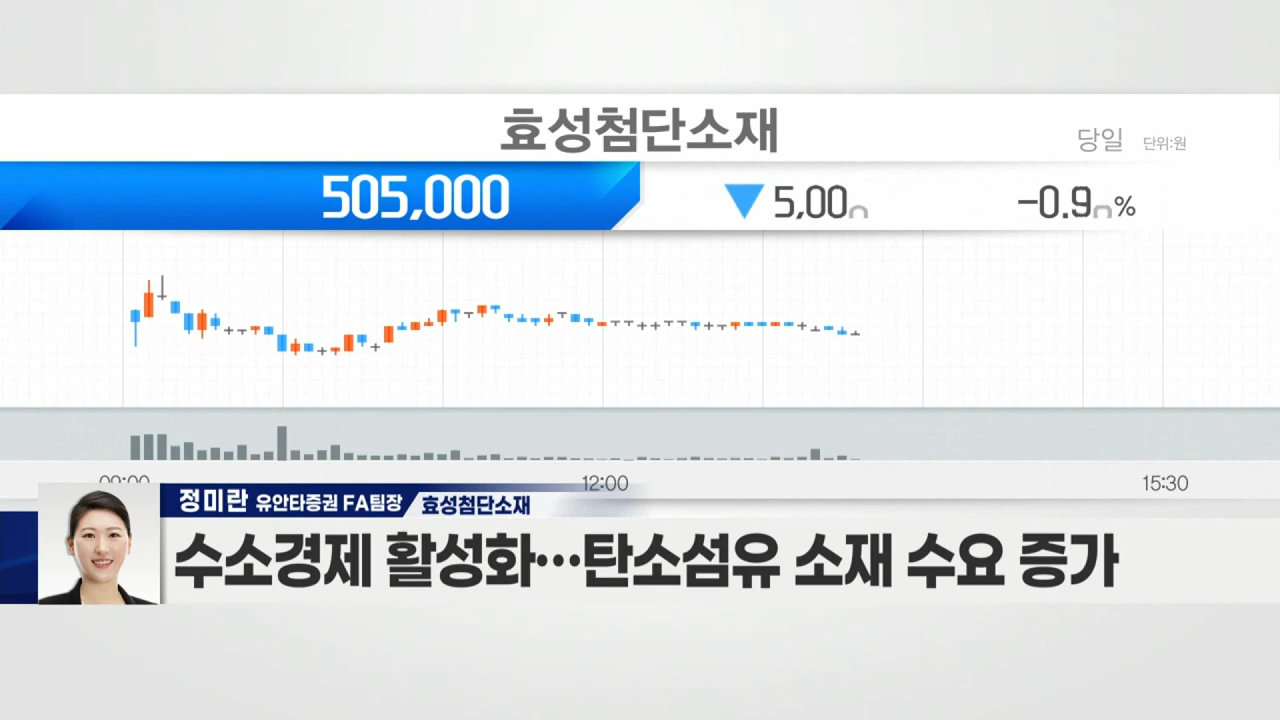 효성첨단소재
당일 단위:원
505,000 ▼ 5,00 -0.9 %
12:00 15:30
정미란 유안타증권 FA팀장 효성첨단소재
수소경제 활성화…탄소섬유 소재 수요 증가